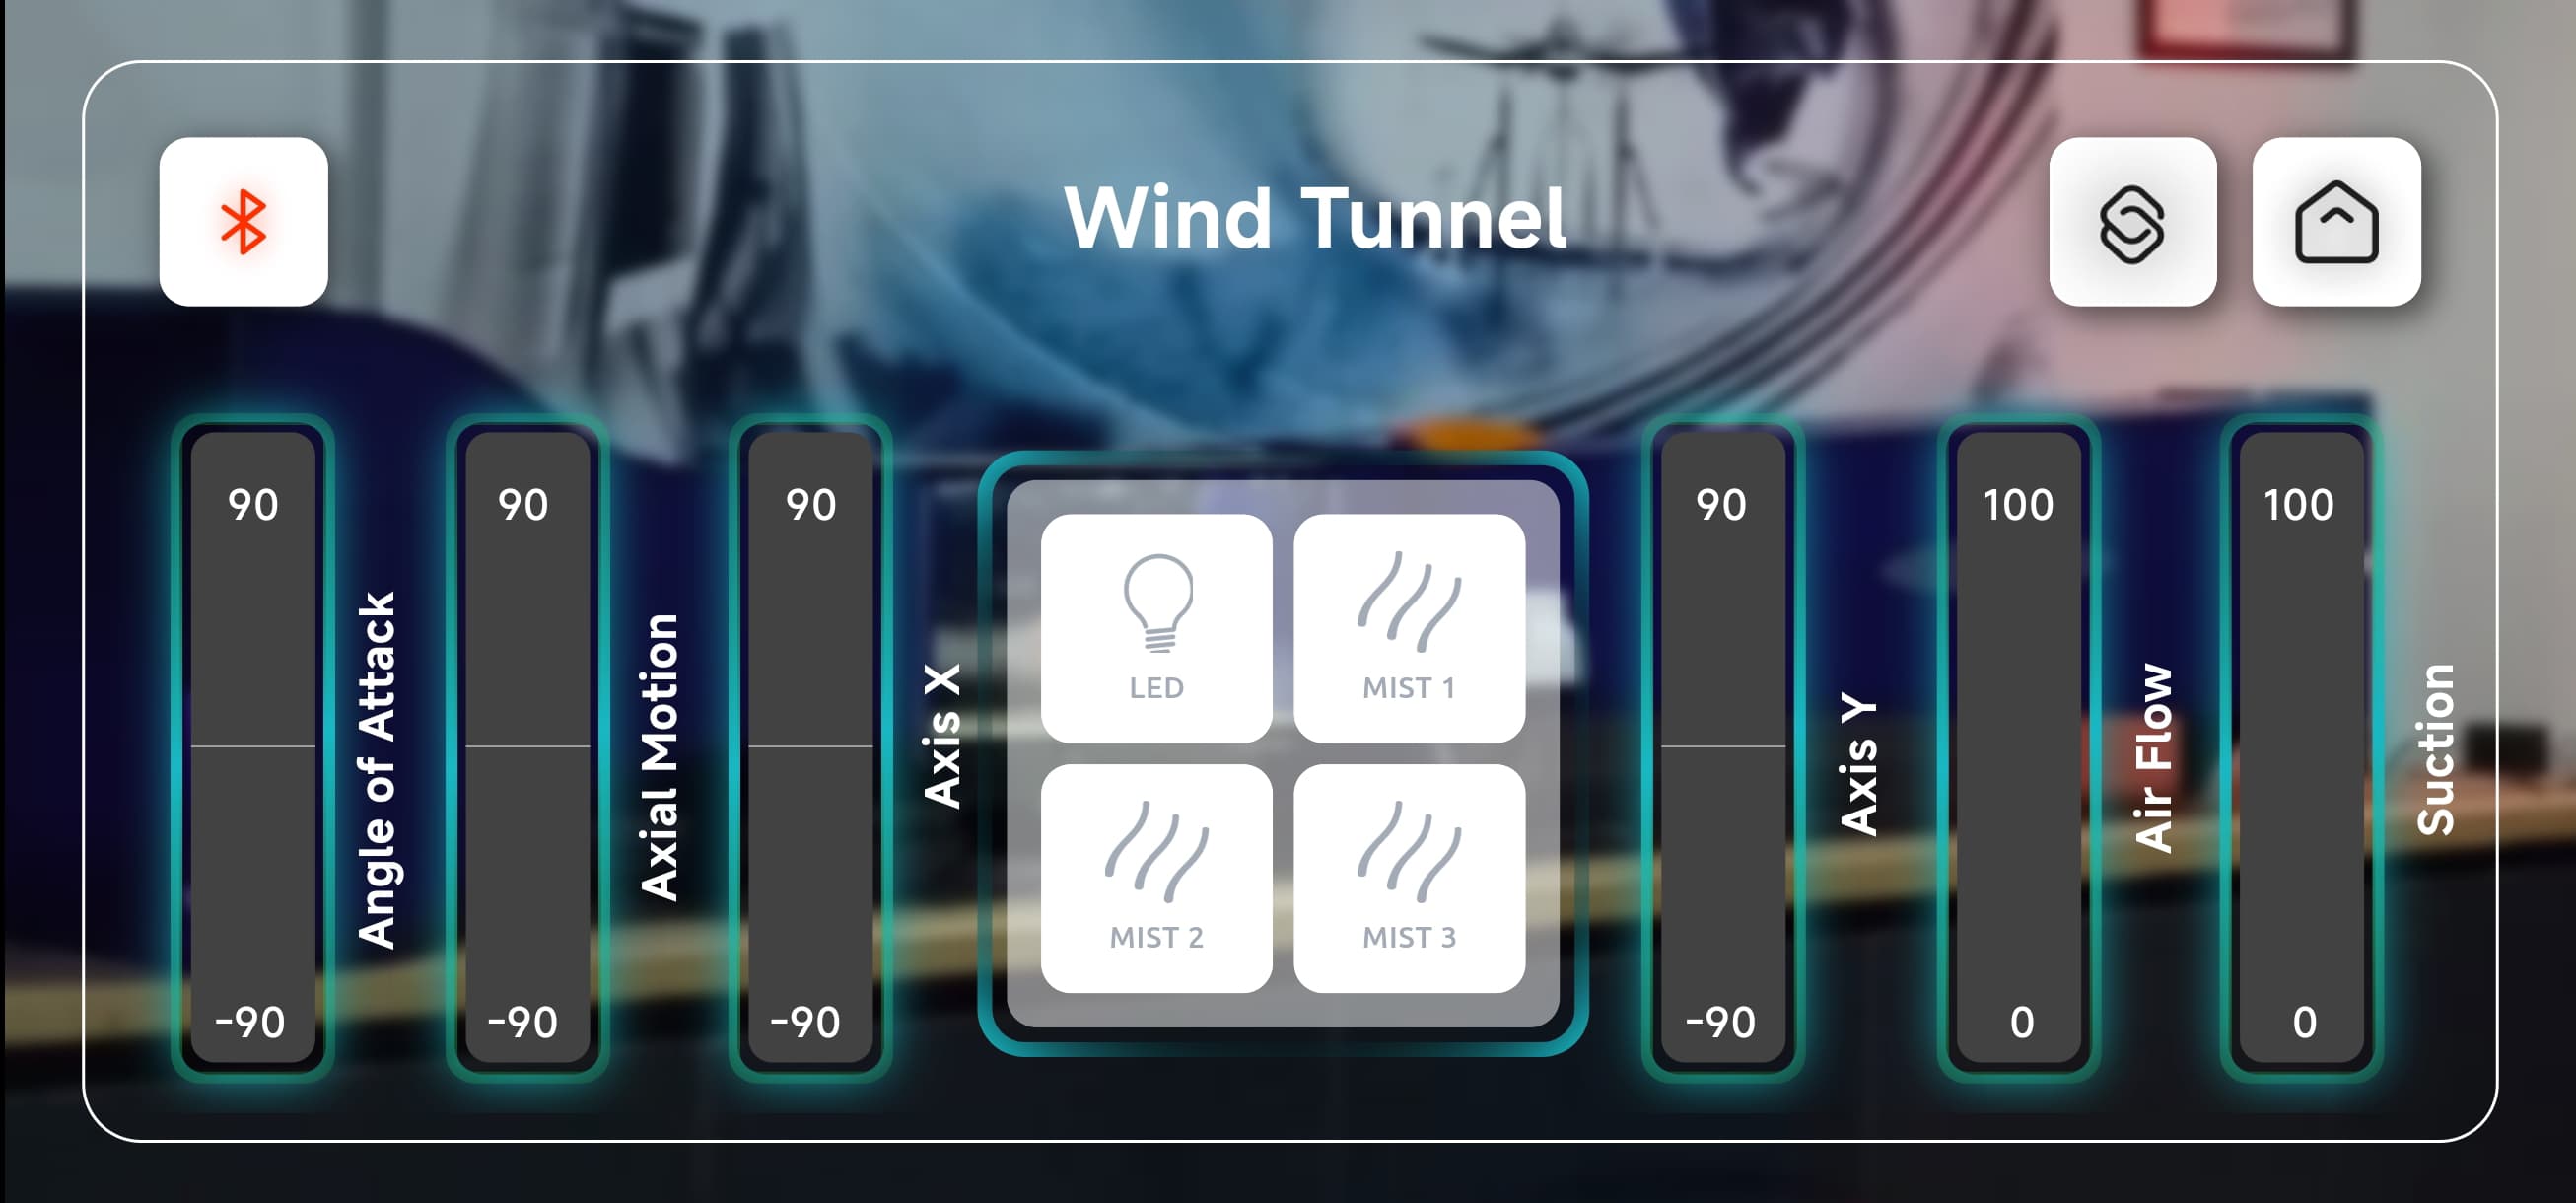 Wind Tunnel
90
-90
Angle of Attack
90
-90
Axial Motion
90
-90
Axis X
LED
MIST 1
MIST 2
MIST 3
90
-90
Axis Y
100
0
Air Flow
100
0
Suction